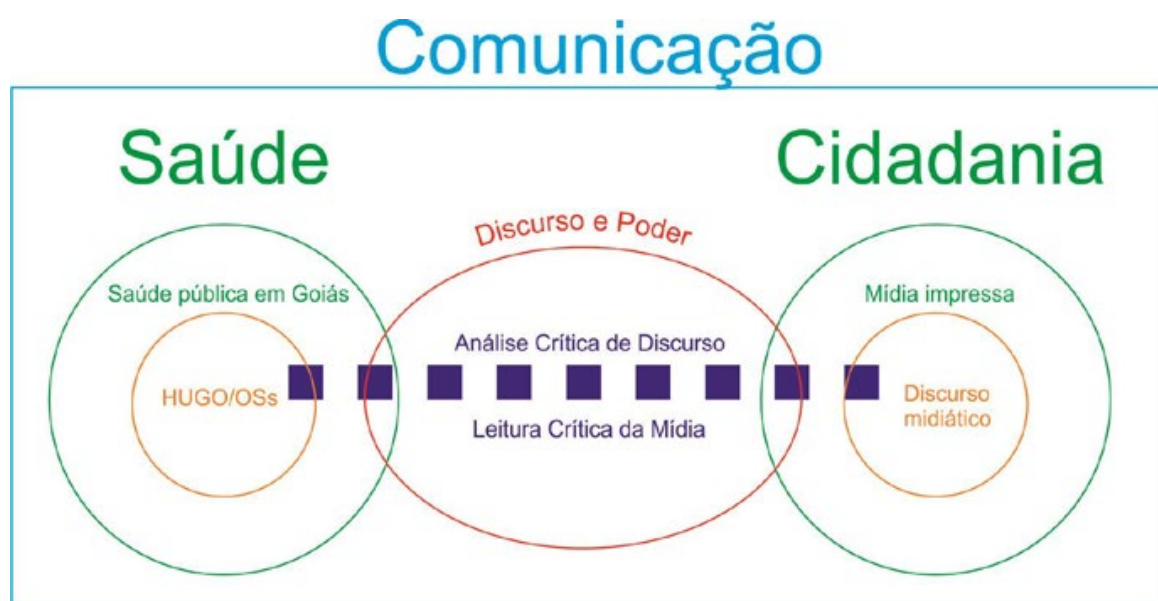 Comunicação
Saúde
Cidadania
Discurso e Poder
Saúde pública em Goiás
Mídia impressa
Análise Crítica de Discurso
HUGO/OSs
Discurso
midiático
Leitura Crítica da Mídia